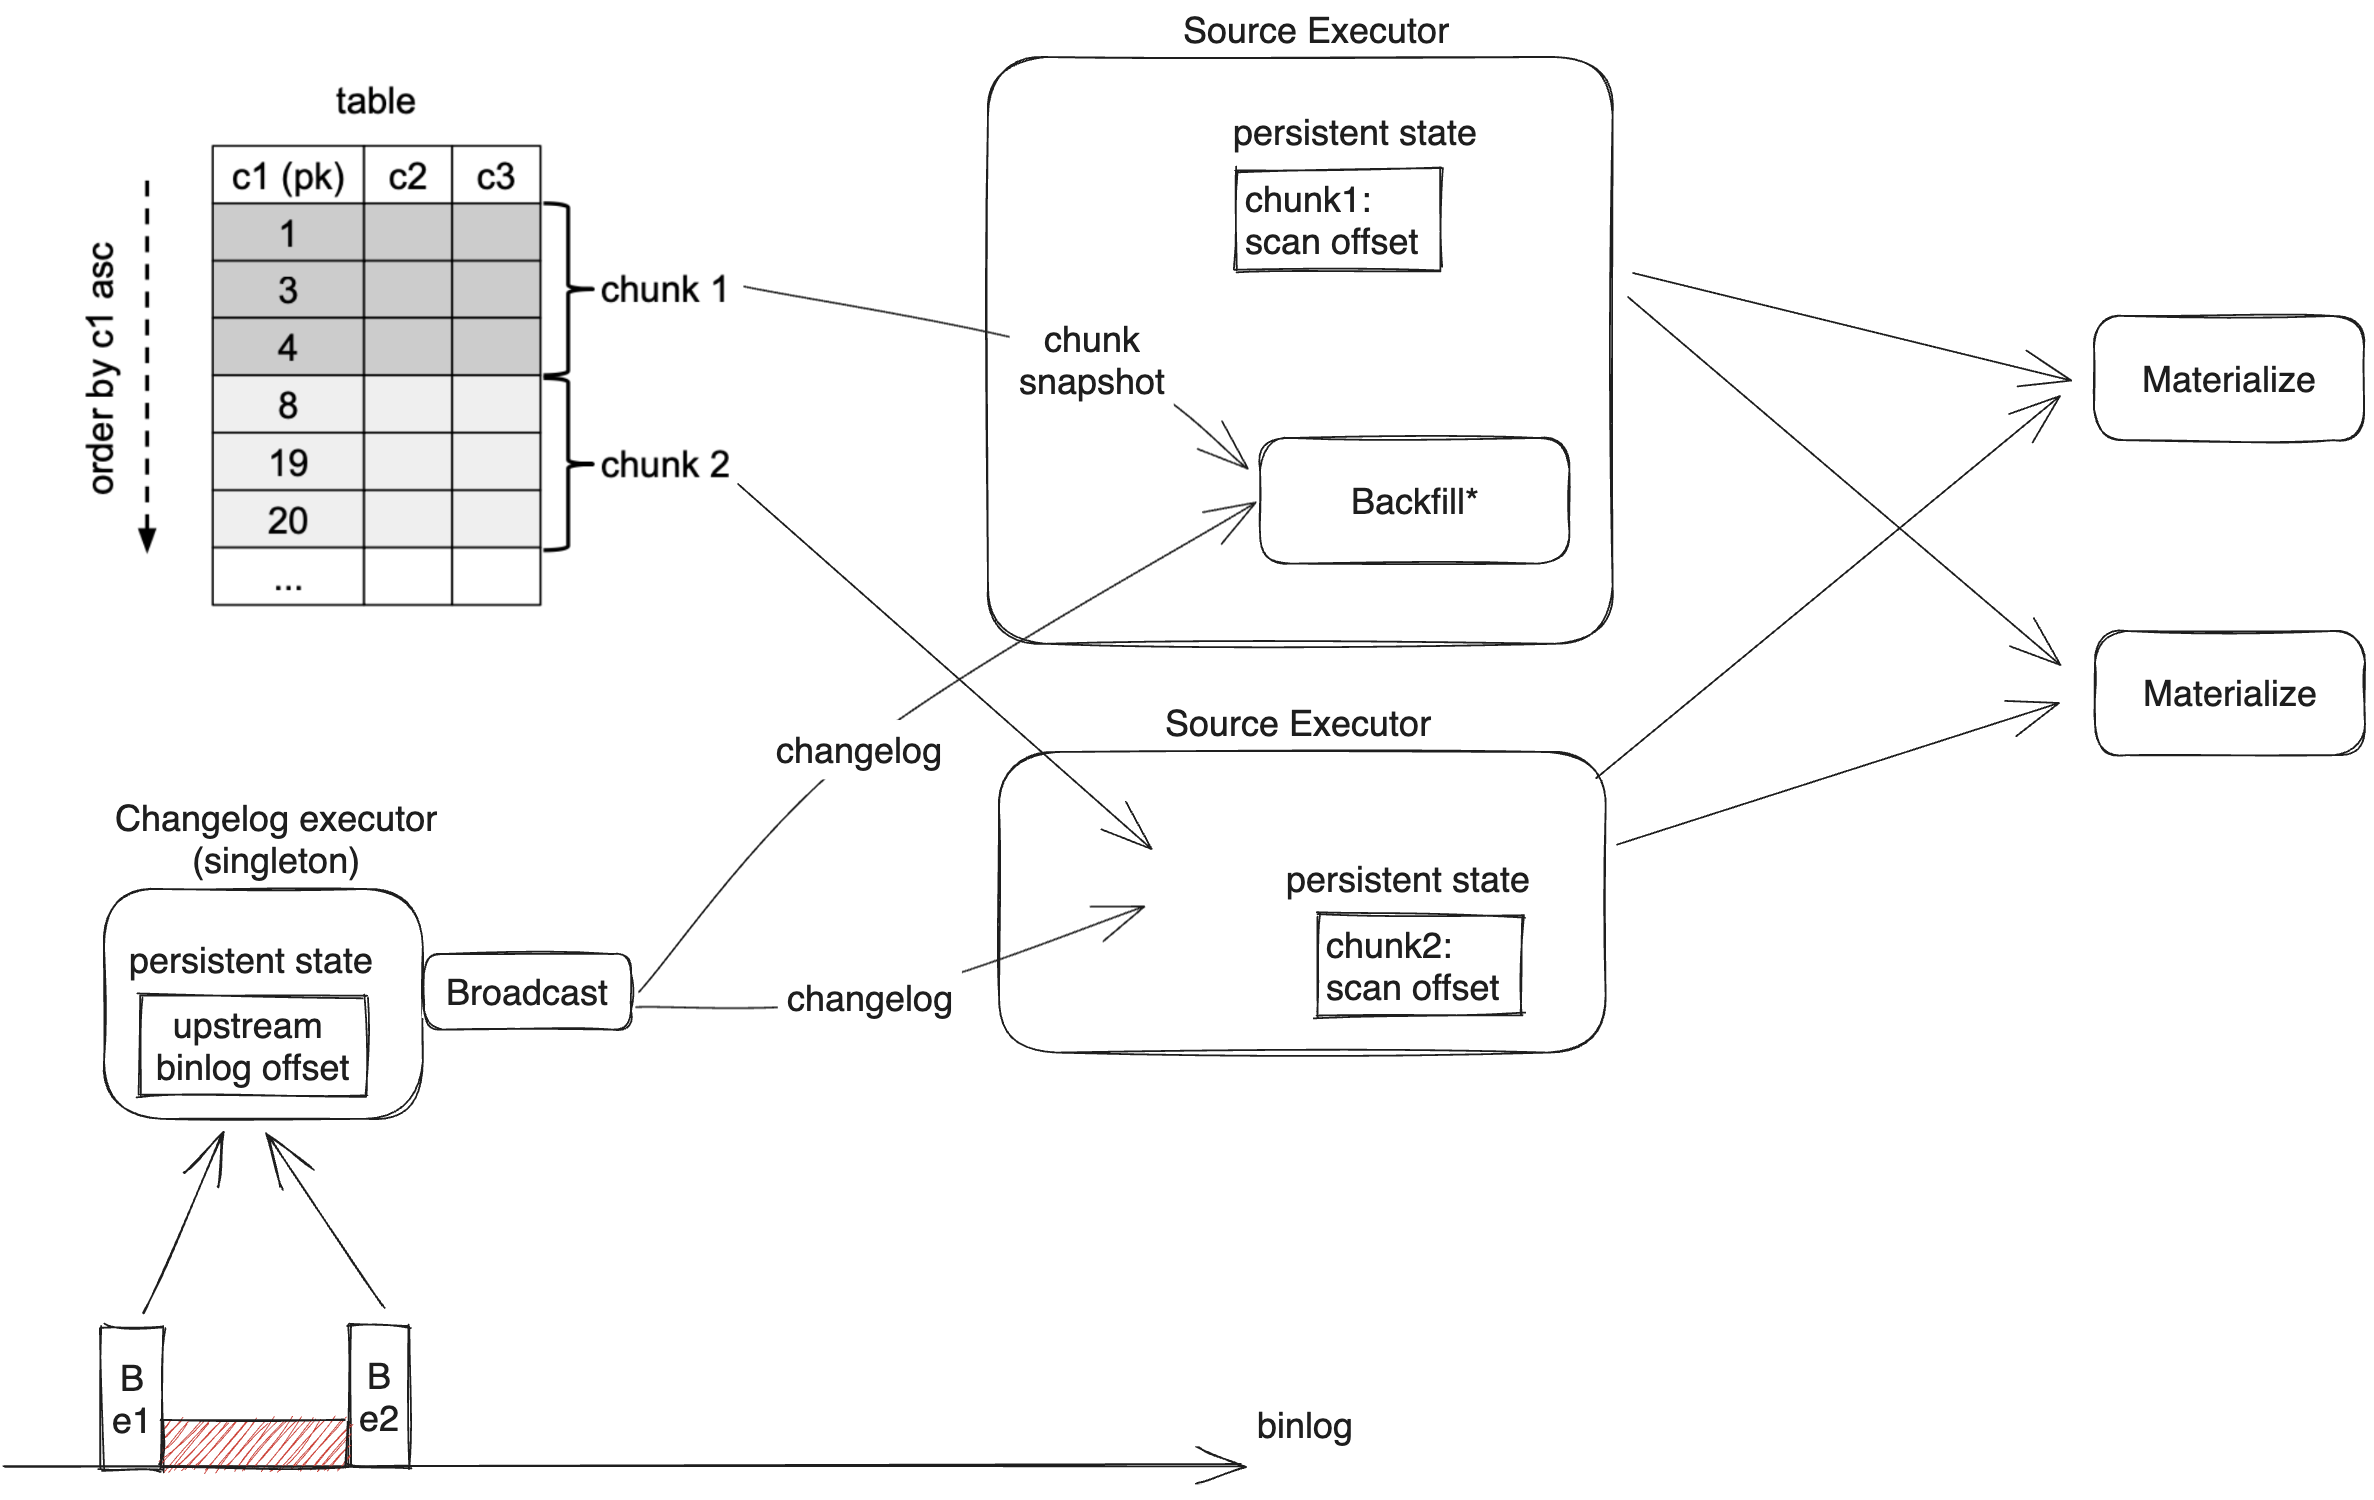 Source Executor
table
persistent state
c1 (pk) c2 c3
chunk1:
scan offset
1
3
4
8
19
20
...
order by c1 asc
chunk 1
chunk 2
chunk
snapshot
Backfill*
Materialize
Materialize
changelog
Source Executor
persistent state
chunk2:
scan offset
changelog
Changelog executor
(singleton)
persistent state
upstream
binlog offset
Broadcast
B
e1
B
e2
binlog